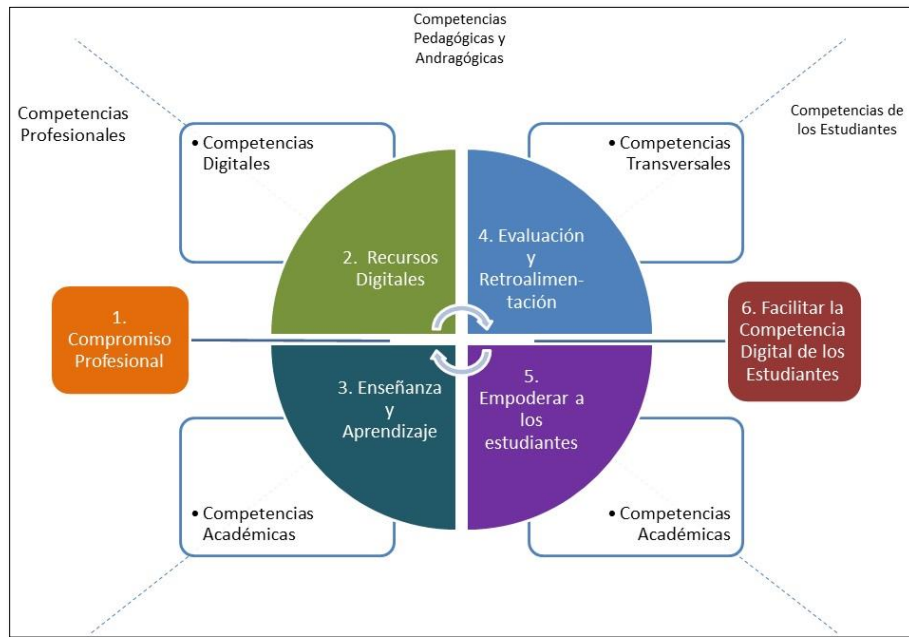 Competencias
Pedagógicas y
Andragógicas
Competencias
Profesionales
Competencias de
los Estudiantes
• Competencias
Digitales
• Competencias
Transversales
2. Recursos
Digitales
4. Evaluación
y
Retroalimen-
tación
1.
Compromiso
Profesional
6. Facilitar la
Competencia
Digital de los
Estudiantes
3. Enseñanza
y
Aprendizaje
5.
Empoderar a
los
estudiantes
• Competencias
Académicas
• Competencias
Académicas